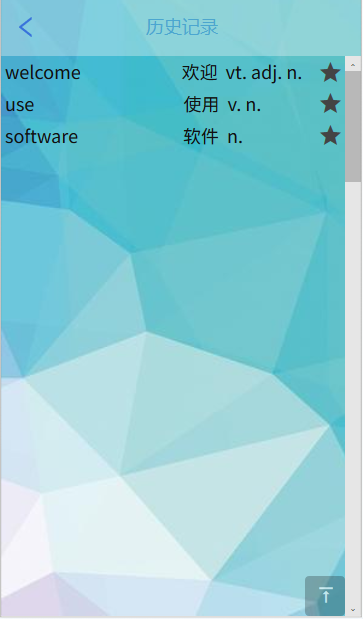 历史记录
welcome 欢迎 vt. adj. n.
use 使用 v. n.
software 软件 n.